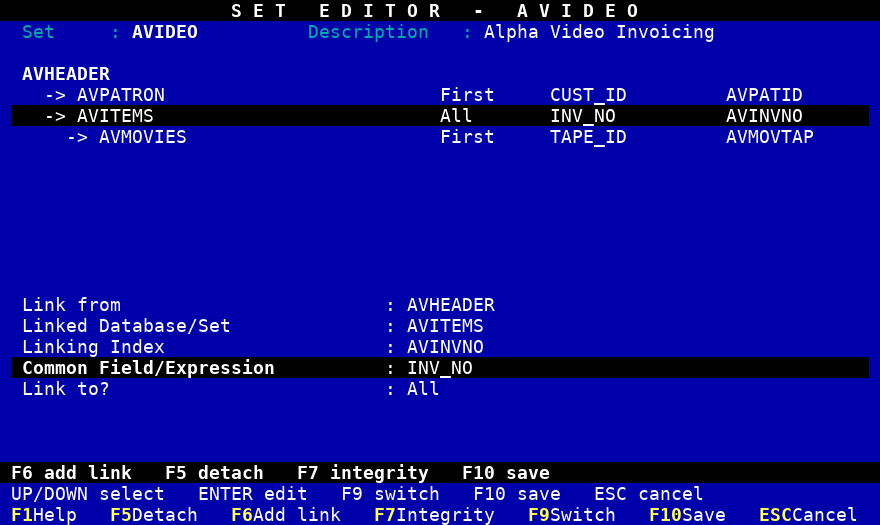 SET EDITOR - AVIDEO
Set : AVIDEO Description : Alpha Video Invoicing
AVHEADER
-> AVPATRON First CUST_ID AVPATID
-> AVITEMS All INV_NO AVINVNO
-> AVMOVIES First TAPE_ID AVMOVTAP
Link from : AVHEADER
Linked Database/Set : AVITEMS
Linking Index : AVINVNO
Common Field/Expression : INV_NO
Link to? : All
F6 add link F5 detach F7 integrity F10 save
UP/DOWN select ENTER edit F9 switch F10 save ESC cancel
F1Help F5Detach F6Add link F7Integrity F9Switch F10Save ESCCancel